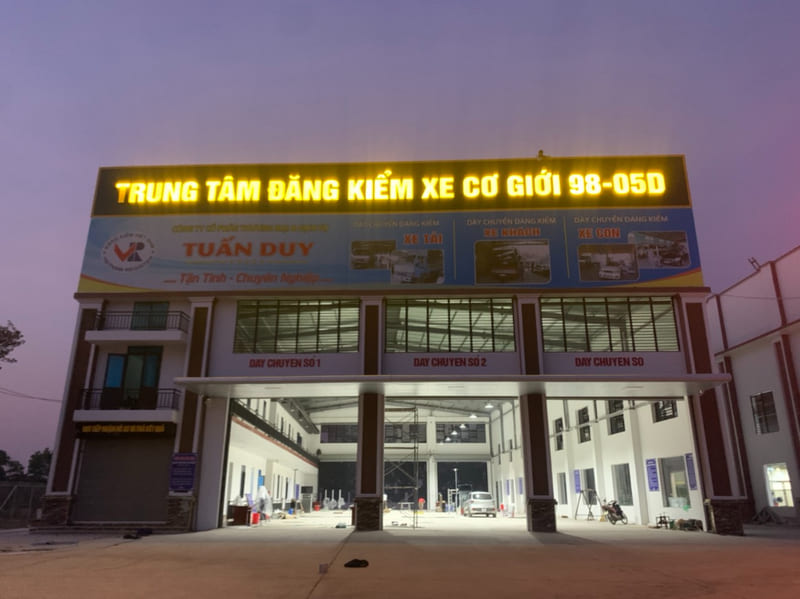 TRUNG TÂM ĐĂNG KIỂM XE CƠ GIỚI 98-05D
TUẤN DUY
Tận Tình - Chuyên Nghiệp
VR
DÂY CHUYỀN ĐĂNG KIỂM
XE TẢI
DÂY CHUYỀN ĐĂNG KIỂM
XE KHÁCH
DÂY CHUYỀN ĐĂNG KIỂM
XE CON
DÂY CHUYỀN SỐ 1
DÂY CHUYỀN SỐ 2
DÂY CHUYỀN SỐ